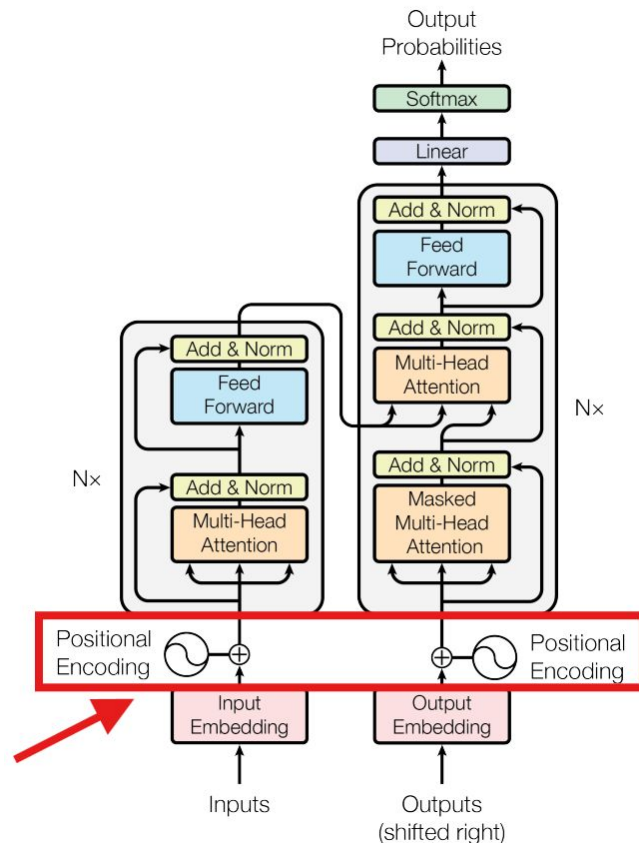 Output
Probabilities
Softmax
Linear
Add & Norm
Feed
Forward
Add & Norm
Multi-Head
Attention
Add & Norm
Masked
Multi-Head
Attention
N×
Add & Norm
Feed
Forward
Add & Norm
Multi-Head
Attention
N×
Positional
Encoding
Positional
Encoding
Input
Embedding
Output
Embedding
Inputs
Outputs
(shifted right)